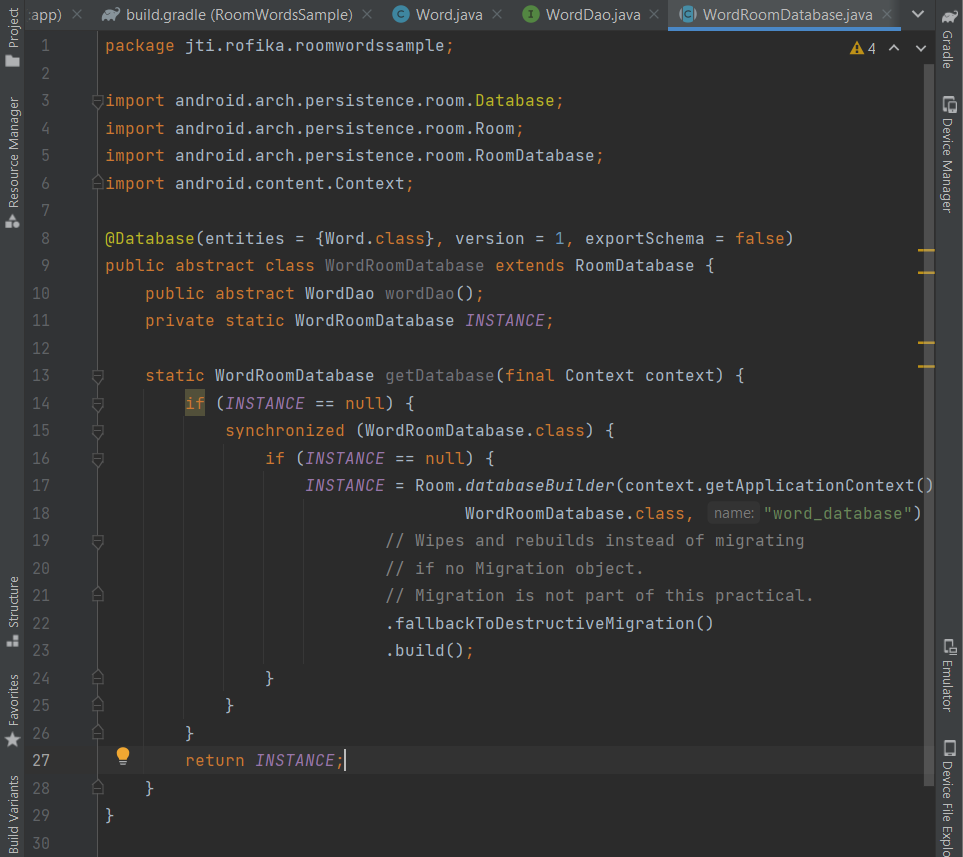 :app)
build.gradle (RoomWordsSample)
Word.java
WordDao.java
WordRoomDatabase.java
Project
Resource Manager
Structure
Favorites
Build Variants
4
1 package jti.rofika.roomwordssample;
2
3 import android.arch.persistence.room.Database;
4 import android.arch.persistence.room.Room;
5 import android.arch.persistence.room.RoomDatabase;
6 import android.content.Context;
7
8 @Database(entities = {Word.class}, version = 1, exportSchema = false)
9 public abstract class WordRoomDatabase extends RoomDatabase {
10     public abstract WordDao wordDao();
11     private static WordRoomDatabase INSTANCE;
12
13     static WordRoomDatabase getDatabase(final Context context) {
14         if (INSTANCE == null) {
15             synchronized (WordRoomDatabase.class) {
16                 if (INSTANCE == null) {
17                     INSTANCE = Room.databaseBuilder(context.getApplicationContext()
18                                     WordRoomDatabase.class, name: "word_database")
19                             // Wipes and rebuilds instead of migrating
20                             // if no Migration object.
21                             // Migration is not part of this practical.
22                             .fallbackToDestructiveMigration()
23                             .build();
24                 }
25             }
26         }
27         return INSTANCE;
28     }
29 }
30
Gradle
Device Manager
Emulator
Device File Explo